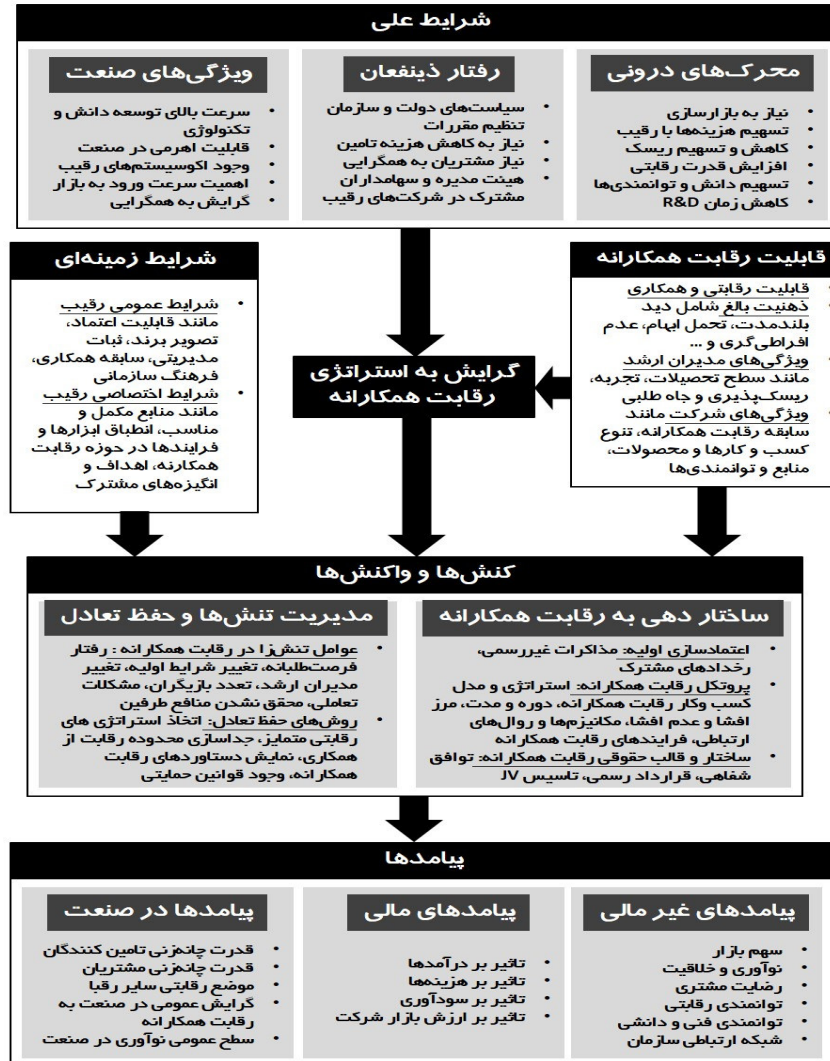 شرایط علی
محرک‌های درونی
نیاز به بازارسازی
تسهیم هزینه‌ها با رقیب
کاهش و تسهیم ریسک
افزایش قدرت رقابتی
تسهیم دانش و توانمندی‌ها
کاهش زمان R&D
رفتار ذینفعان
سیاست‌های دولت و سازمان
تنظیم مقررات
نیاز به کاهش هزینه تامین
نیاز مشتریان به همگرایی
هیئت مدیره و سهامداران
مشترک در شرکت‌های رقیب
ویژگی‌های صنعت
سرعت بالای توسعه دانش و
تکنولوژی
قابلیت اهرمی در صنعت
وجود اکوسیستم‌های رقیب
اهمیت سرعت ورود به بازار
گرایش به همگرایی
قابلیت رقابت همکارانه
قابلیت رقابتی و همکاری
ذهنیت بالغ شامل دید
بلندمدت، تحمل ابهام، عدم
افراطی‌گری و ...
ویژگی‌های مدیران ارشد
مانند سطح تحصیلات، تجربه،
ریسک‌پذیری و جاه طلبی
ویژگی‌های شرکت مانند
سابقه رقابت همکارانه، تنوع
کسب و کارها و محصولات،
منابع و توانمندی‌ها
گرایش به استراتژی
رقابت همکارانه
شرایط زمینه‌ای
شرایط عمومی رقیب
مانند قابلیت اعتماد،
تصویر برند، ثبات
مدیریتی، سابقه همکاری،
فرهنگ سازمانی
شرایط اختصاصی رقیب
مانند منابع مکمل و
مناسب، انطباق ابزارها و
فرایندها در حوزه رقابت
همکارنه، اهداف و
انگیزه‌های مشترک
کنش‌ها و واکنش‌ها
ساختار دهی به رقابت همکارانه
اعتمادسازی اولیه: مذاکرات غیررسمی،
رخدادهای مشترک
پروتکل رقابت همکارانه: استراتژی و مدل
کسب وکار رقابت همکارانه، دوره و مدت، مرز
افشا و عدم افشا، مکانیزم‌ها و روال‌های
ارتباطی، فرایندهای رقابت همکارانه
ساختار و قالب حقوقی رقابت همکارانه: توافق
شفاهی، قرارداد رسمی، تاسیس JV
مدیریت تنش‌ها و حفظ تعادل
عوامل تنش‌زا در رقابت همکارانه : رفتار
فرصت‌طلبانه، تغییر شرایط اولیه، تغییر
مدیران ارشد، تعدد بازیگران، مشکلات
تعاملی، محقق نشدن منافع طرفین
روش‌های حفظ تعادل: اتخاذ استراتژی های
رقابتی متمایز، جداسازی محدوده رقابت از
همکاری، نمایش دستاوردهای رقابت
همکارانه، وجود قوانین حمایتی
پیامدها
پیامدهای غیر مالی
سهم بازار
نوآوری و خلاقیت
رضایت مشتری
توانمندی رقابتی
توانمندی فنی و دانشی
شبکه ارتباطی سازمان
پیامدهای مالی
تاثیر بر درآمدها
تاثیر بر هزینه‌ها
تاثیر بر سودآوری
تاثیر بر ارزش بازار شرکت
پیامدها در صنعت
قدرت چانه‌زنی تامین کنندگان
قدرت چانه‌زنی مشتریان
موضع رقابتی سایر رقبا
گرایش عمومی در صنعت به
رقابت همکارانه
سطح عمومی نوآوری در صنعت